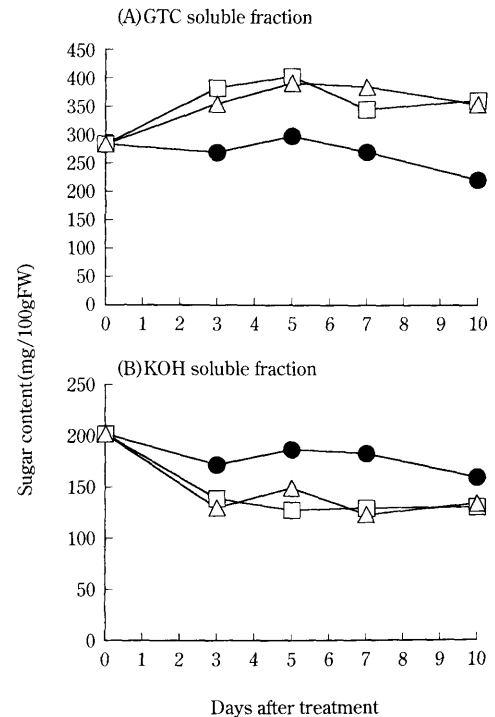 (A)GTC soluble fraction
450
400
350
300
250
200
150
100
50
0
0 1 2 3 4 5 6 7 8 9 10
Sugar content(mg/100gFW)
(B)KOH soluble fraction
250
200
150
100
50
0
0 1 2 3 4 5 6 7 8 9 10
Days after treatment